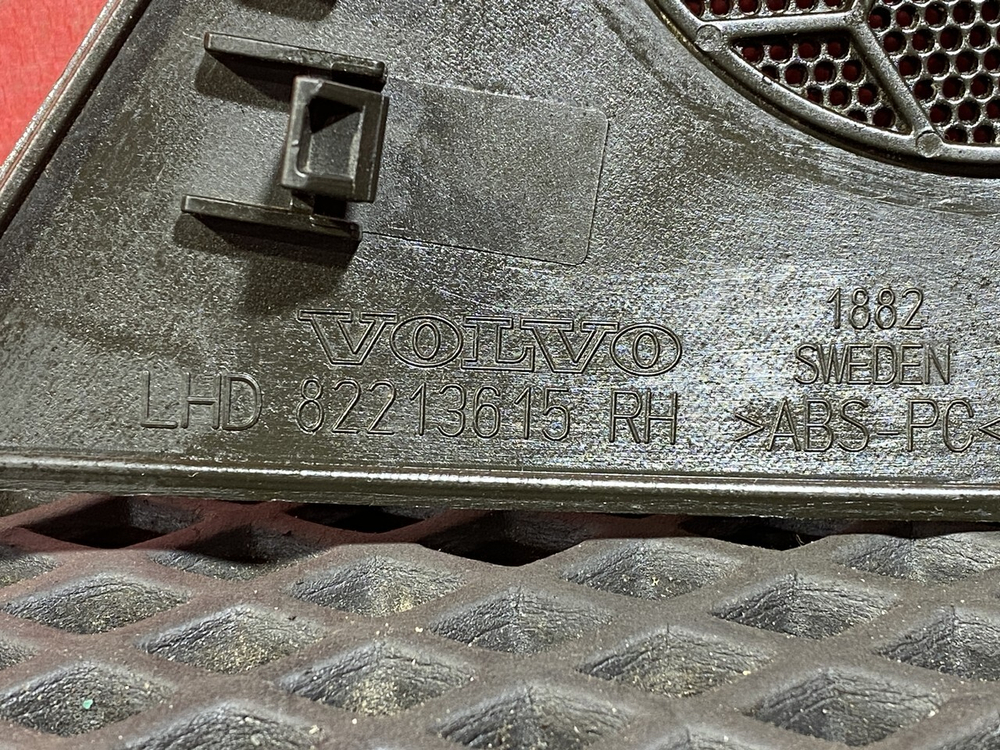 VOLVO
LHD 82213615 RH
1882
SWEDEN
>ABS-PC<